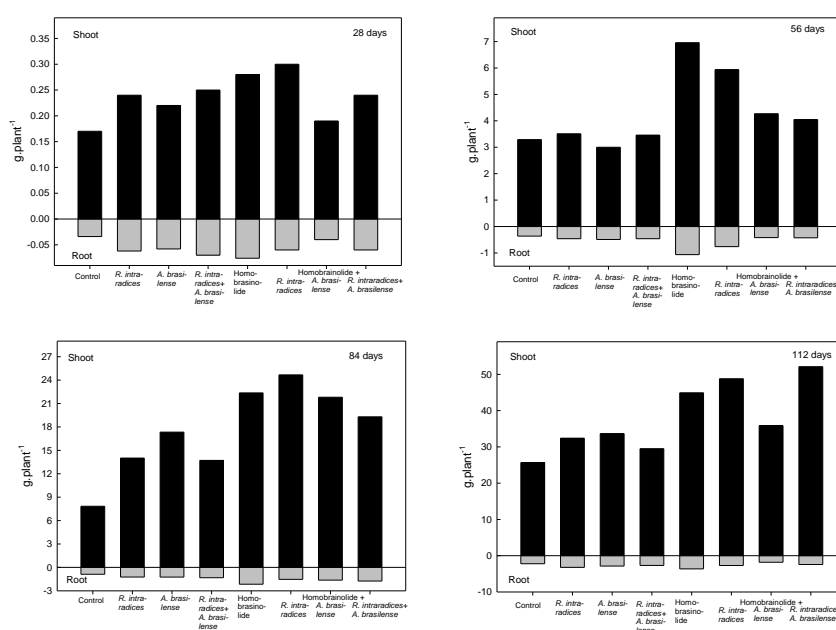 Shoot
28 days
0.35
0.30
0.25
0.20
0.15
0.10
0.05
0.00
-0.05
g.plant-1
Root
Control
R. intra-
radices
A. brasi-
lense
R. intra-
radices+
A. brasi-
lense
Homo-
brasino-
lide
Homobrainolide +
R. intra-
radices
A. brasi-
lense
R. intraradices+
A. brasilense
Shoot
56 days
7
6
5
4
3
2
1
0
-1
g.plant-1
Root
Control
R. intra-
radices
A. brasi-
lense
R. intra-
radices+
A. brasi-
lense
Homo-
brasino-
lide
Homobrainolide +
R. intra-
radices
A. brasi-
lense
R. intraradices
A. brasilense
Shoot
84 days
27
24
21
18
15
12
9
6
3
0
-3
g.plant-1
Root
Control
R. intra-
radices
A. brasi-
lense
R. intra-
radices+
A. brasi-
lense
Homo-
brasino-
lide
Homobrainolide +
R. intra-
radices
A. brasi-
lense
R. intraradices+
A. brasilense
Shoot
112 days
50
40
30
20
10
0
-10
g.plant-1
Root
Control
R. intra-
radices
A. brasi-
lense
R. intra-
radices+
A. brasi-
lense
Homo-
brasino-
lide
Homobrainolide +
R. intra-
radices
A. brasi-
lense
R. intraradices
A. brasilense